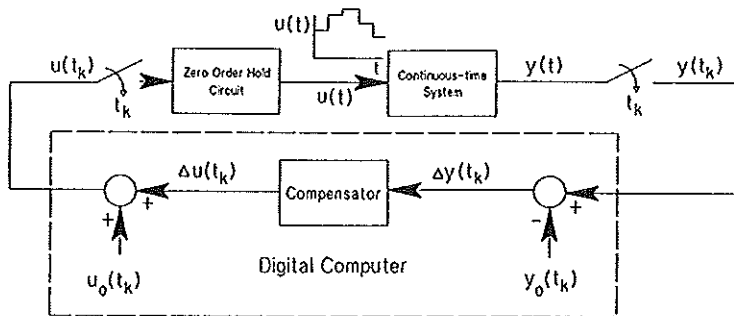 u(t)
u(t_k)
t_k
Zero Order Hold
Circuit
u(t)
t
Continuous-time
System
y(t)
t_k
y(t_k)
Δu(t_k)
Compensator
Δy(t_k)
+
+
-
+
u_o(t_k)
Digital Computer
y_o(t_k)